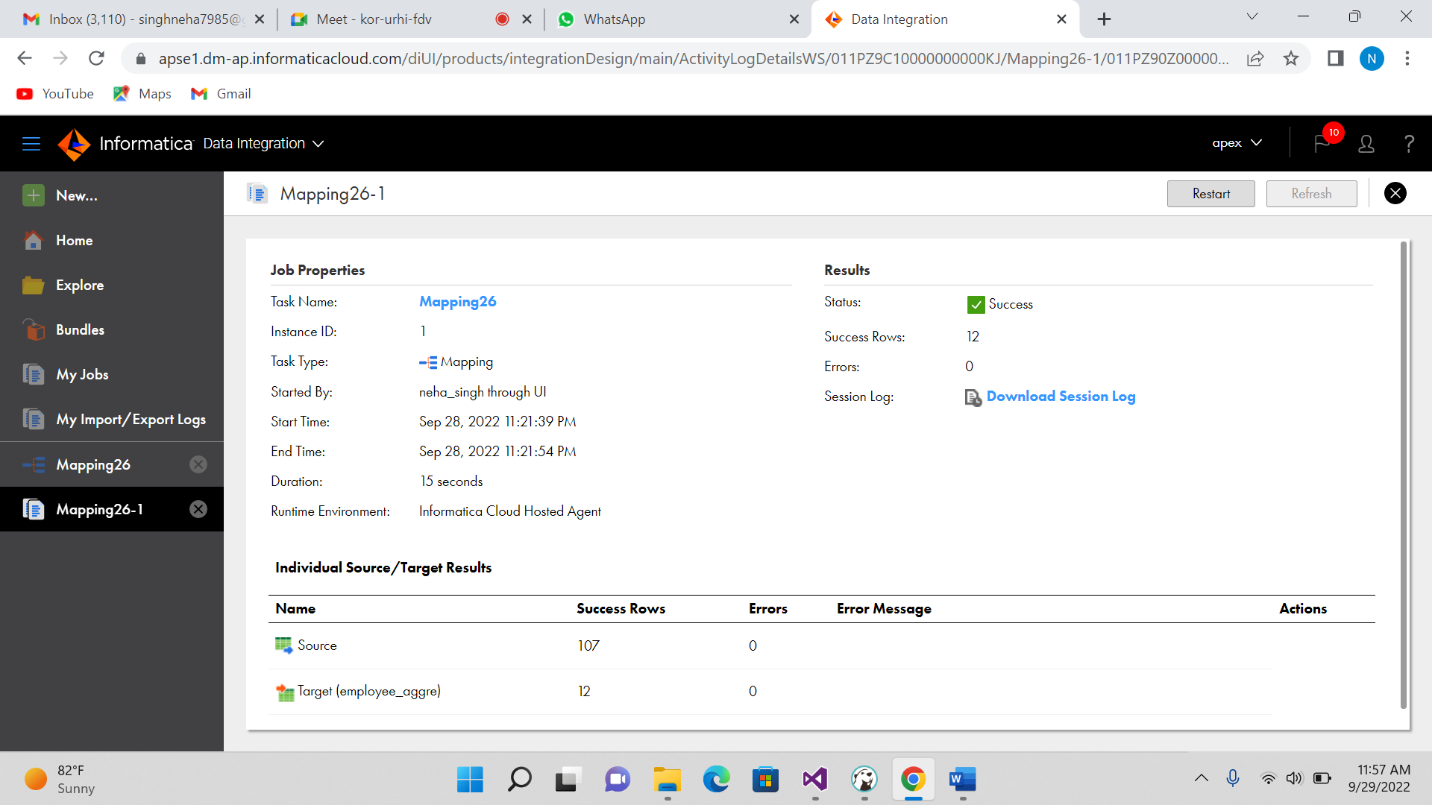 Inbox (3,110) - singhneha7985@g
Meet - kor-urhi-fdv
WhatsApp
Data Integration
apse1.dm-ap.informaticacloud.com/diUI/products/integrationDesign/main/ActivityLogDetailsWS/011PZ9C10000000000KJ/Mapping26-1/011PZ90Z00000...
N
YouTube
Maps
Gmail
Informatica Data Integration
apex
10
?
New...
Home
Explore
Bundles
My Jobs
My Import/Export Logs
Mapping26
Mapping26-1
Mapping26-1
Restart
Refresh
Job Properties
Task Name: Mapping26
Instance ID: 1
Task Type: Mapping
Started By: neha_singh through UI
Start Time: Sep 28, 2022 11:21:39 PM
End Time: Sep 28, 2022 11:21:54 PM
Duration: 15 seconds
Runtime Environment: Informatica Cloud Hosted Agent
Results
Status: Success
Success Rows: 12
Errors: 0
Session Log: Download Session Log
Individual Source/Target Results
Name Success Rows Errors Error Message Actions
Source 107 0
Target (employee_aggre) 12 0
82°F
Sunny
11:57 AM
9/29/2022